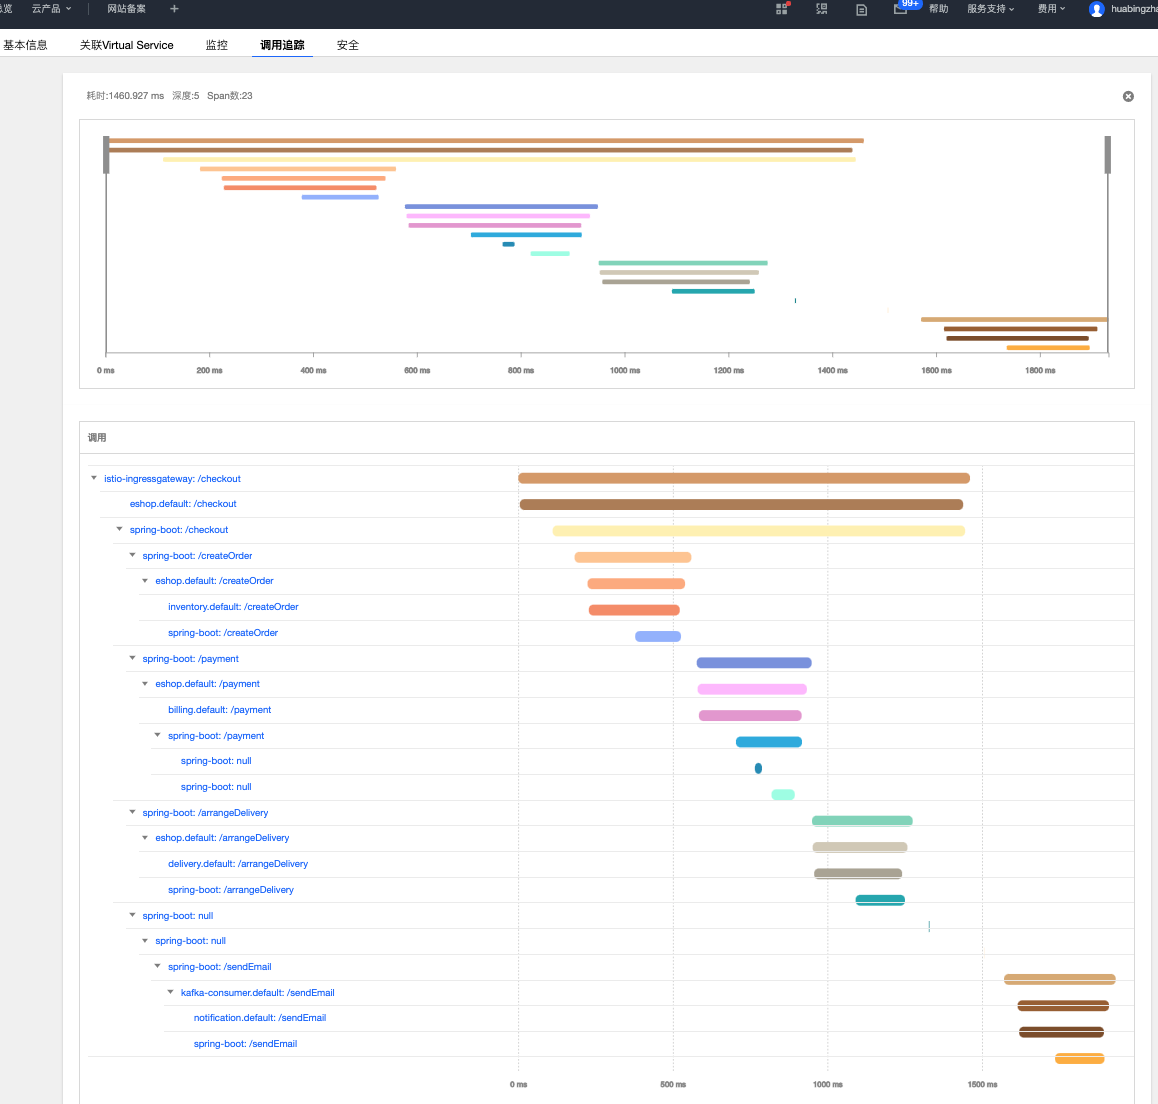 总览 云产品 网站备案 + 99+ 帮助 服务支持 费用 huabingzha
基本信息 关联Virtual Service 监控 调用追踪 安全
耗时:1460.927 ms 深度:5 Span数:23
0 ms 200 ms 400 ms 600 ms 800 ms 1000 ms 1200 ms 1400 ms 1600 ms 1800 ms
调用
istio-ingressgateway: /checkout
eshop.default: /checkout
spring-boot: /checkout
spring-boot: /createOrder
eshop.default: /createOrder
inventory.default: /createOrder
spring-boot: /createOrder
spring-boot: /payment
eshop.default: /payment
billing.default: /payment
spring-boot: /payment
spring-boot: null
spring-boot: null
spring-boot: /arrangeDelivery
eshop.default: /arrangeDelivery
delivery.default: /arrangeDelivery
spring-boot: /arrangeDelivery
spring-boot: null
spring-boot: null
spring-boot: /sendEmail
kafka-consumer.default: /sendEmail
notification.default: /sendEmail
spring-boot: /sendEmail
0 ms 500 ms 1000 ms 1500 ms